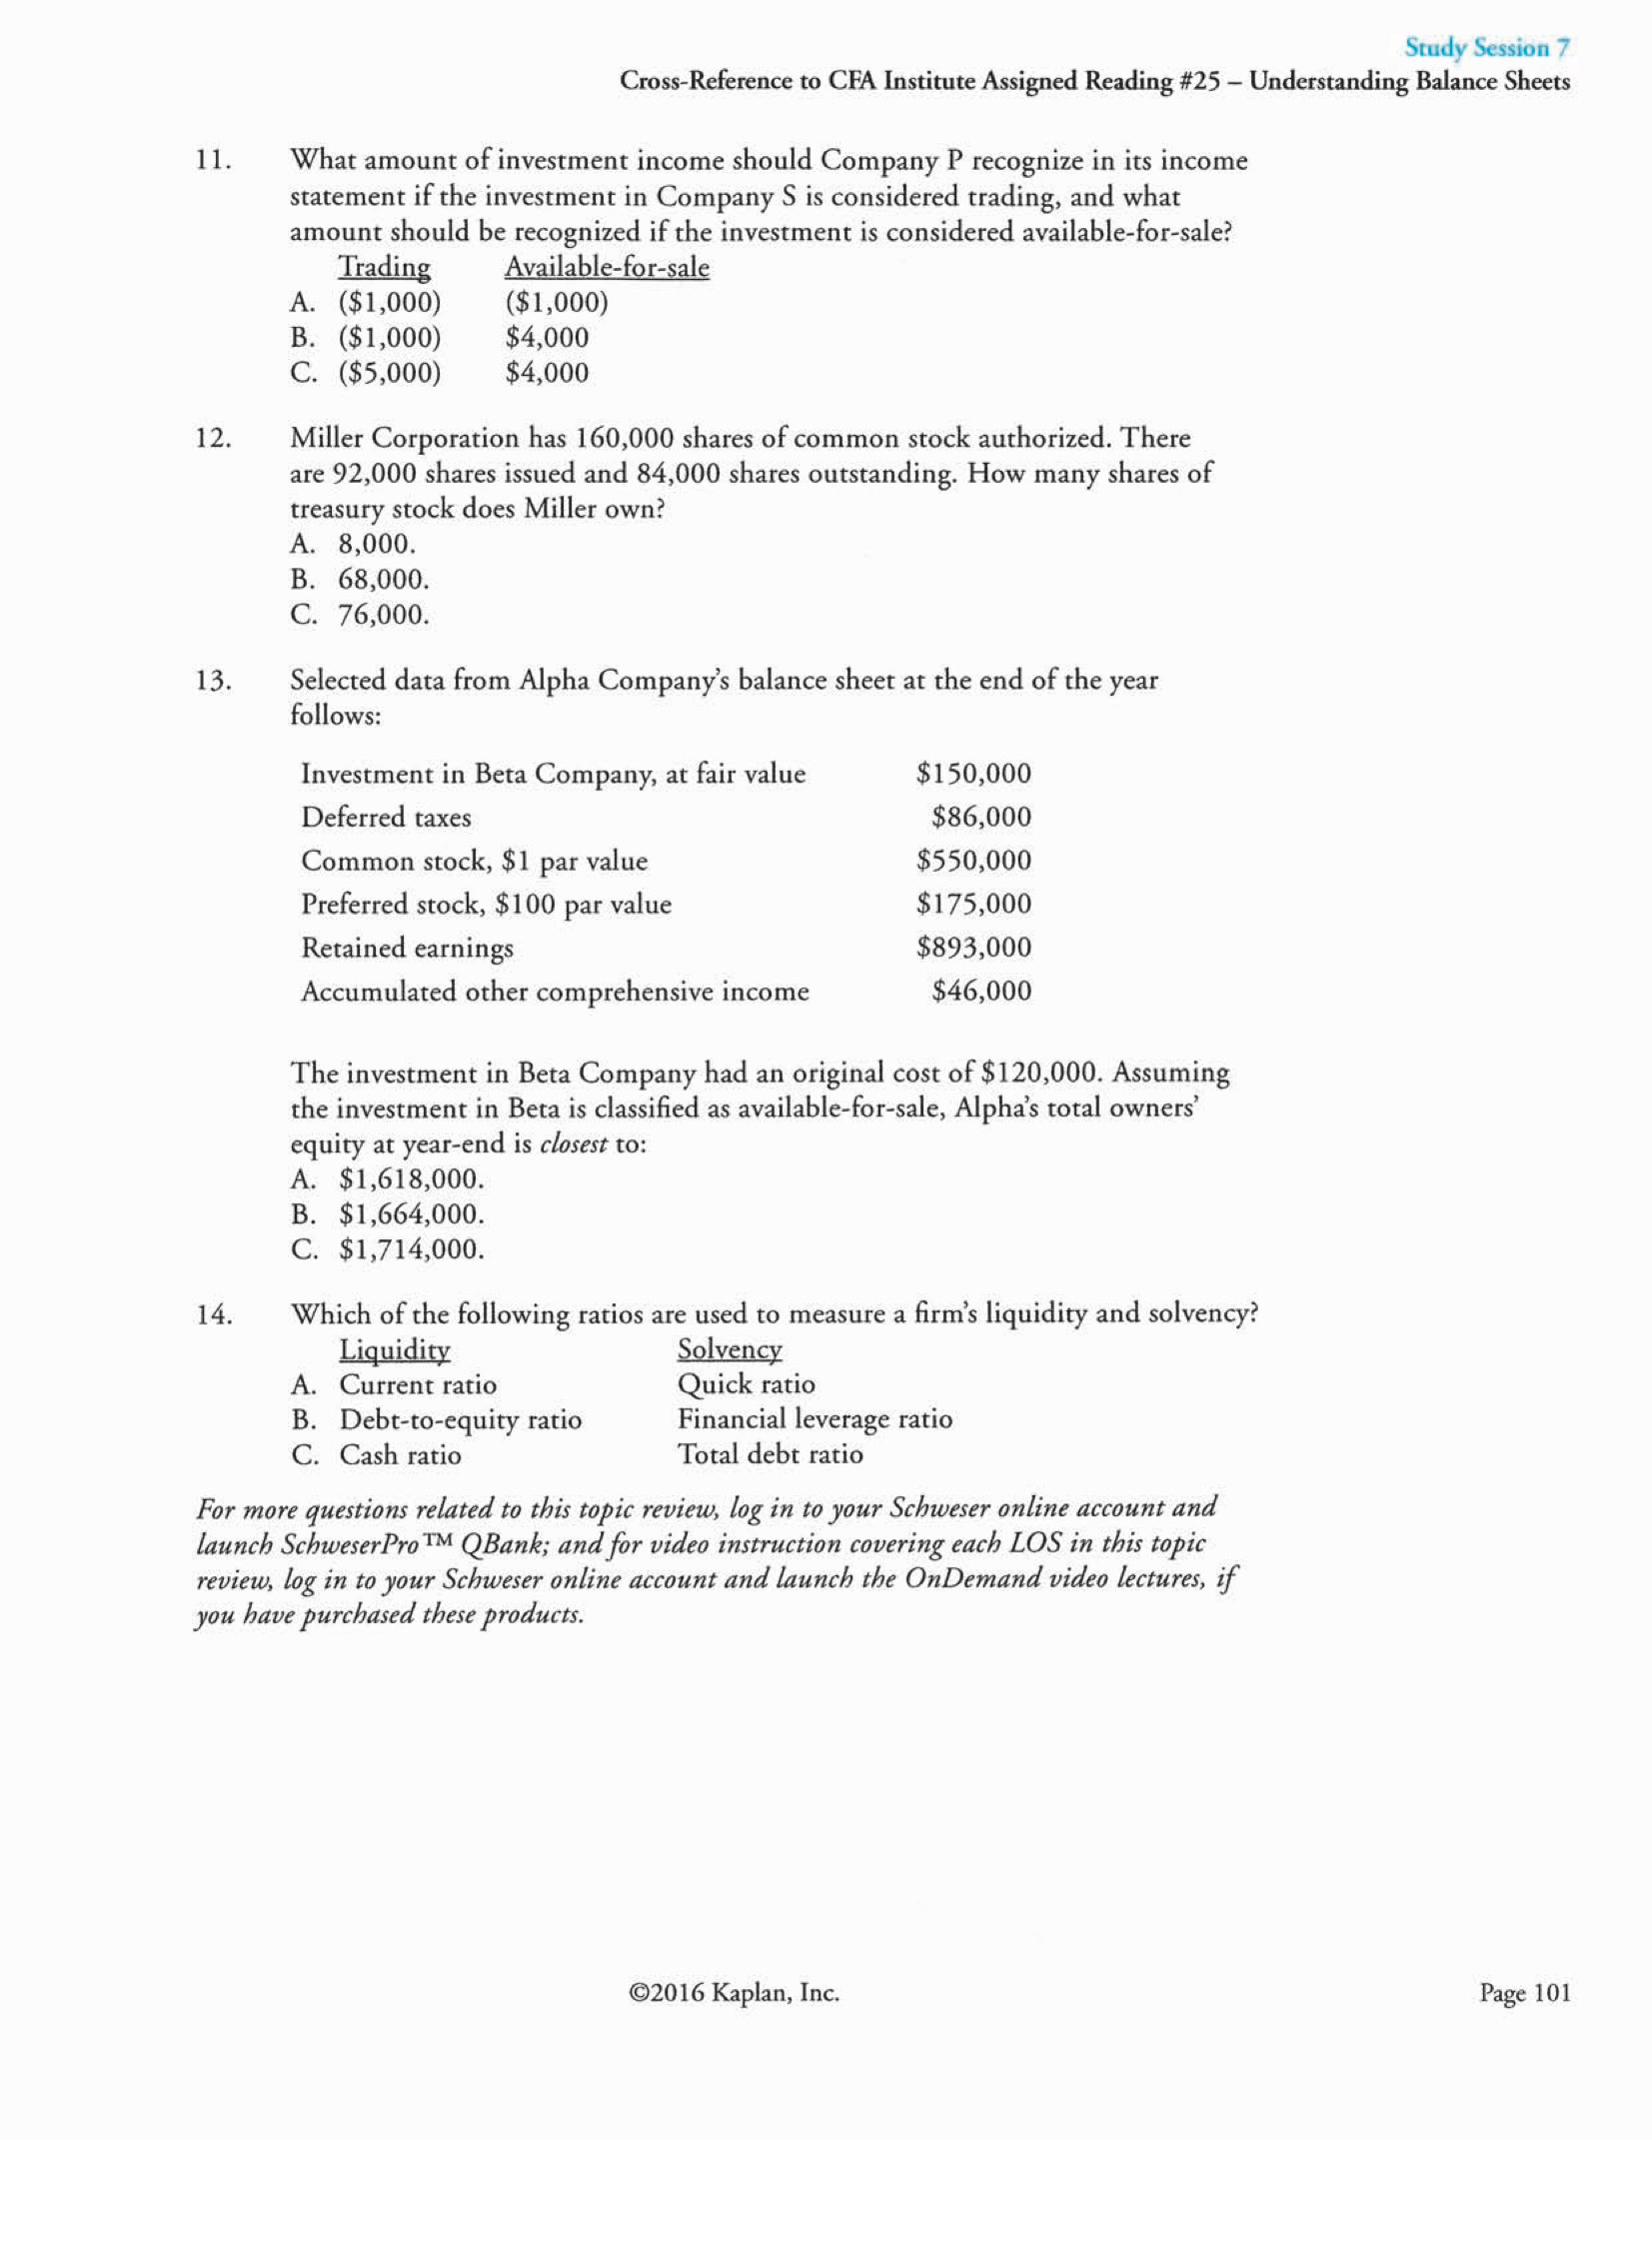 Study Session 7
Cross-Reference to CFA Institute Assigned Reading #25 – Understanding Balance Sheets
11. What amount of investment income should Company P recognize in its income
statement if the investment in Company S is considered trading, and what
amount should be recognized if the investment is considered available-for-sale?
Trading Available-for-sale
A. ($1,000) ($1,000)
B. ($1,000) $4,000
C. ($5,000) $4,000
12. Miller Corporation has 160,000 shares of common stock authorized. There
are 92,000 shares issued and 84,000 shares outstanding. How many shares of
treasury stock does Miller own?
A. 8,000.
B. 68,000.
C. 76,000.
13. Selected data from Alpha Company's balance sheet at the end of the year
follows:
Investment in Beta Company, at fair value $150,000
Deferred taxes $86,000
Common stock, $1 par value $550,000
Preferred stock, $100 par value $175,000
Retained earnings $893,000
Accumulated other comprehensive income $46,000
The investment in Beta Company had an original cost of $120,000. Assuming
the investment in Beta is classified as available-for-sale, Alpha's total owners'
equity at year-end is closest to:
A. $1,618,000.
B. $1,664,000.
C. $1,714,000.
14. Which of the following ratios are used to measure a firm's liquidity and solvency?
Liquidity Solvency
A. Current ratio Quick ratio
B. Debt-to-equity ratio Financial leverage ratio
C. Cash ratio Total debt ratio
For more questions related to this topic review, log in to your Schweser online account and
launch SchweserPro™ QBank; and for video instruction covering each LOS in this topic
review, log in to your Schweser online account and launch the OnDemand video lectures, if
you have purchased these products.
©2016 Kaplan, Inc. Page 101